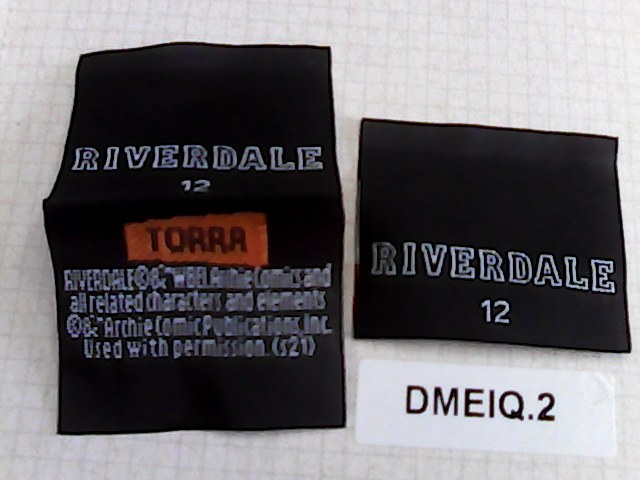 RIVERDALE
12
TORRA
RIVERDALE©&™WBEI. Archie Comics and
all related characters and elements
©&™Archie Comic Publications, Inc.
Used with permission. (s21)
RIVERDALE
12
DMEIQ.2